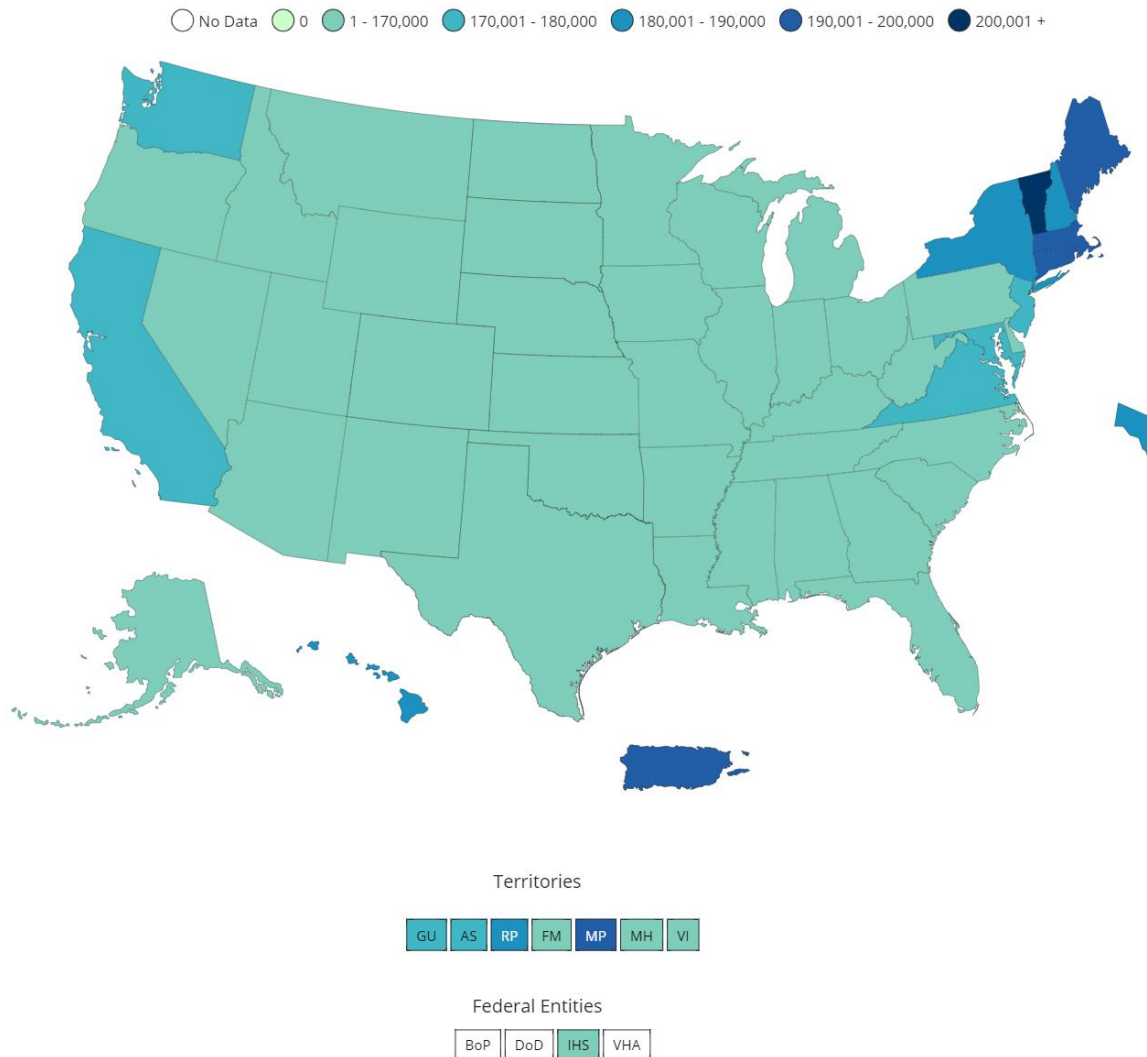 No Data 0 1 - 170,000 170,001 - 180,000 180,001 - 190,000 190,001 - 200,000 200,001 +
Territories
GU AS RP FM MP MH VI
Federal Entities
BoP DoD IHS VHA